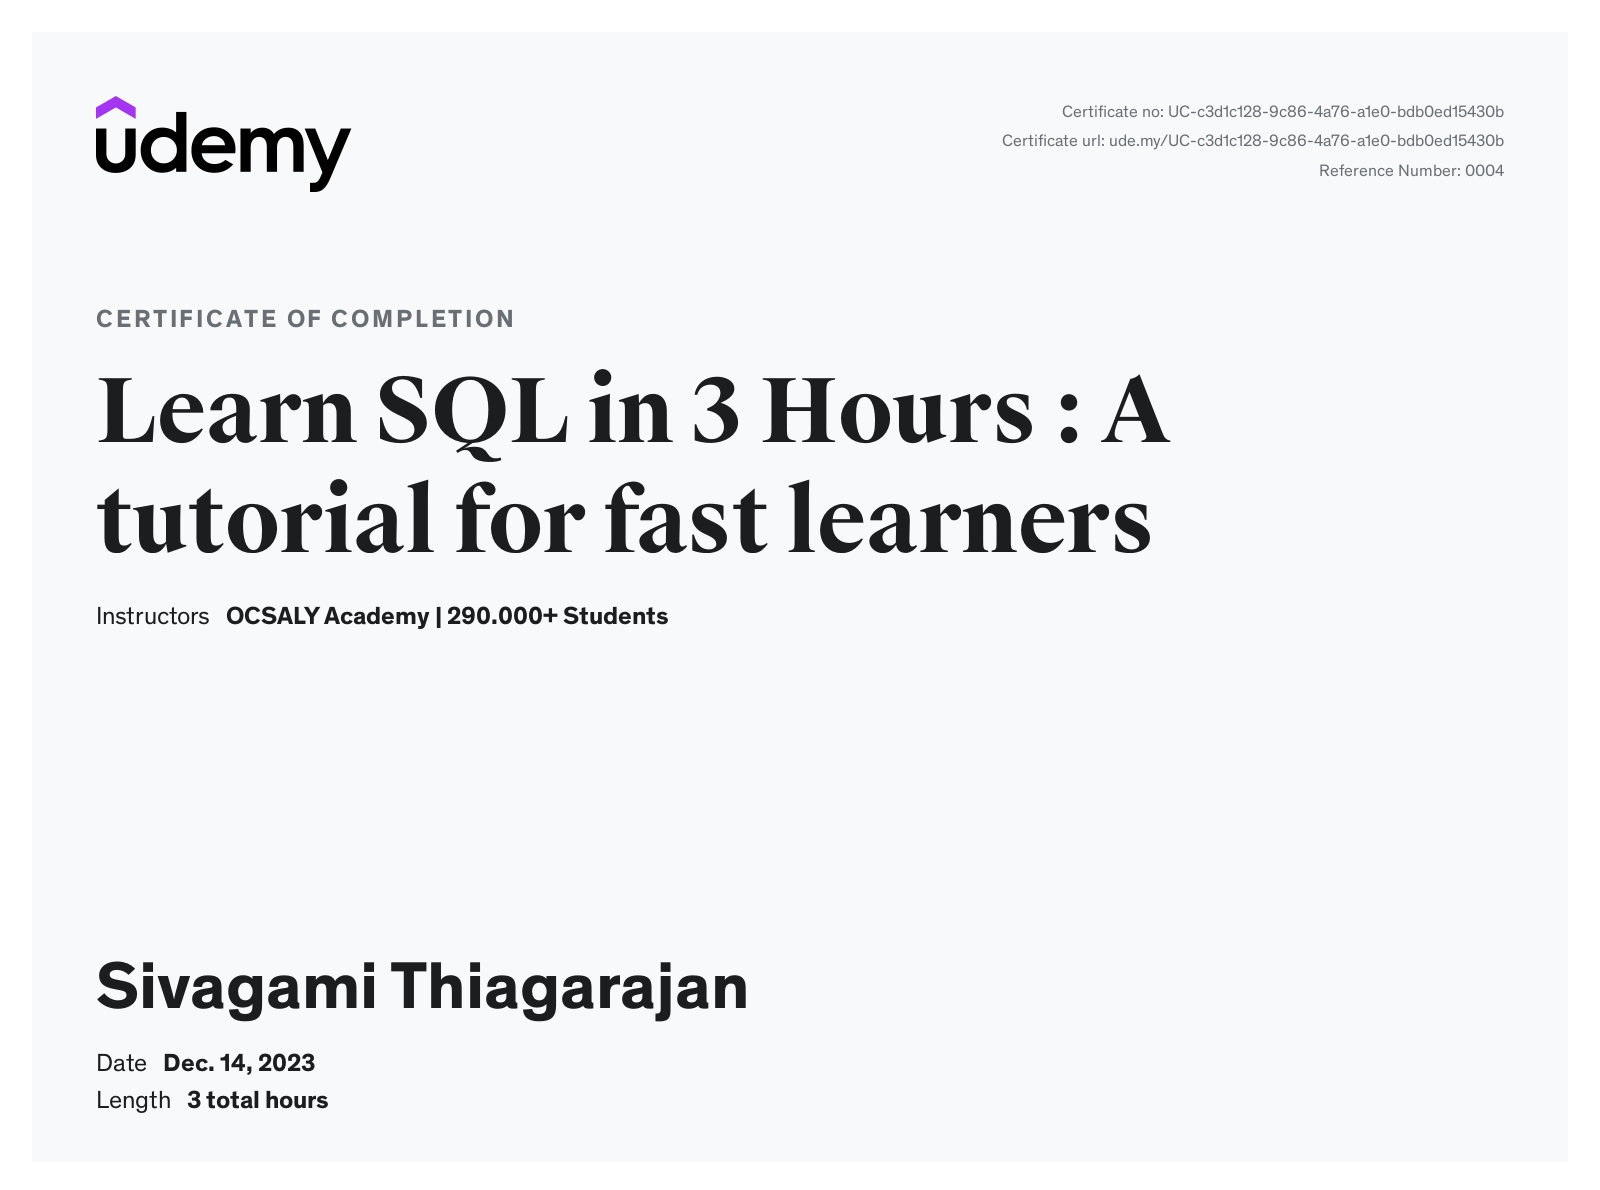 udemy
Certificate no: UC-c3d1c128-9c86-4a76-a1e0-bdb0ed15430b
Certificate url: ude.my/UC-c3d1c128-9c86-4a76-a1e0-bdb0ed15430b
Reference Number: 0004
CERTIFICATE OF COMPLETION
Learn SQL in 3 Hours : A
tutorial for fast learners
Instructors OCSALY Academy | 290.000+ Students
Sivagami Thiagarajan
Date Dec. 14, 2023
Length 3 total hours